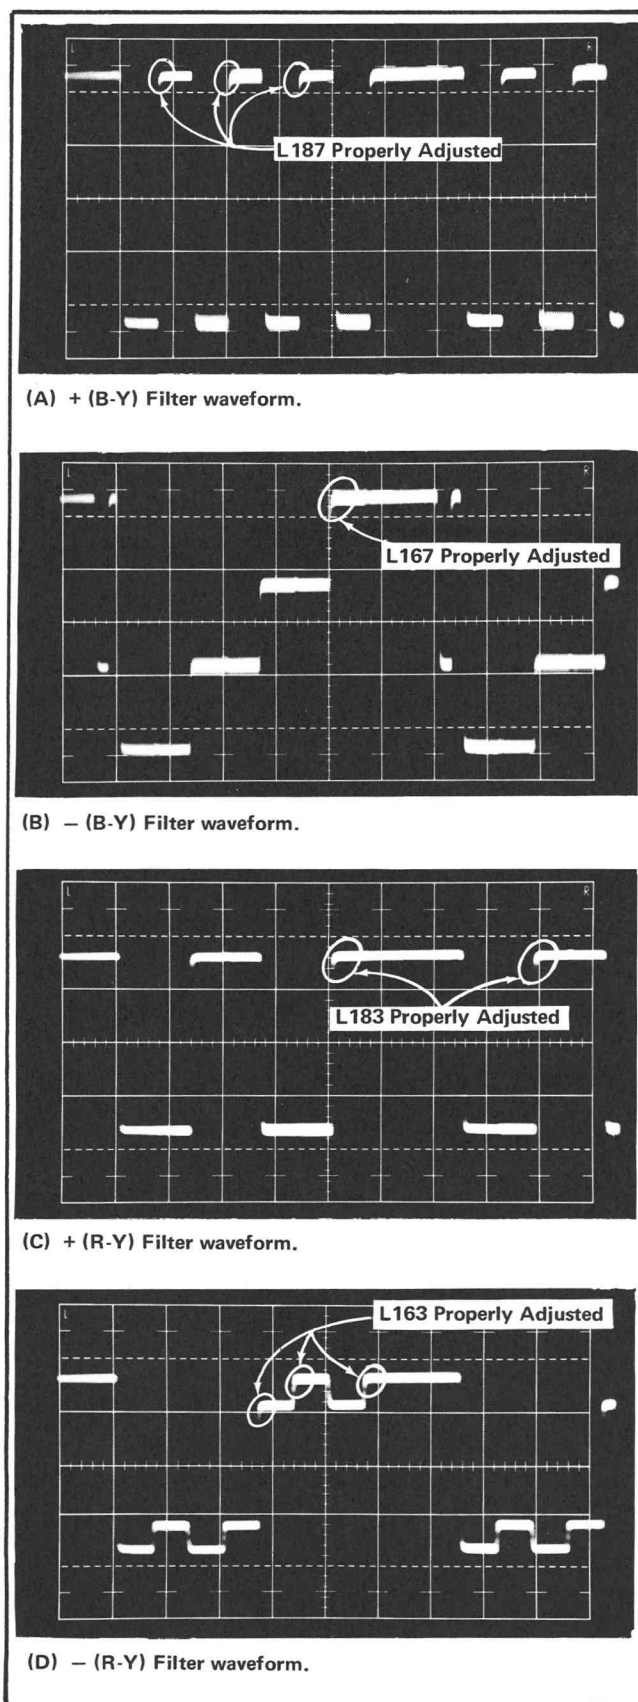 L R
L187 Properly Adjusted
(A) + (B-Y) Filter waveform.
L R
L167 Properly Adjusted
(B) — (B-Y) Filter waveform.
L R
L183 Properly Adjusted
(C) + (R-Y) Filter waveform.
L
L163 Properly Adjusted
(D) — (R-Y) Filter waveform.